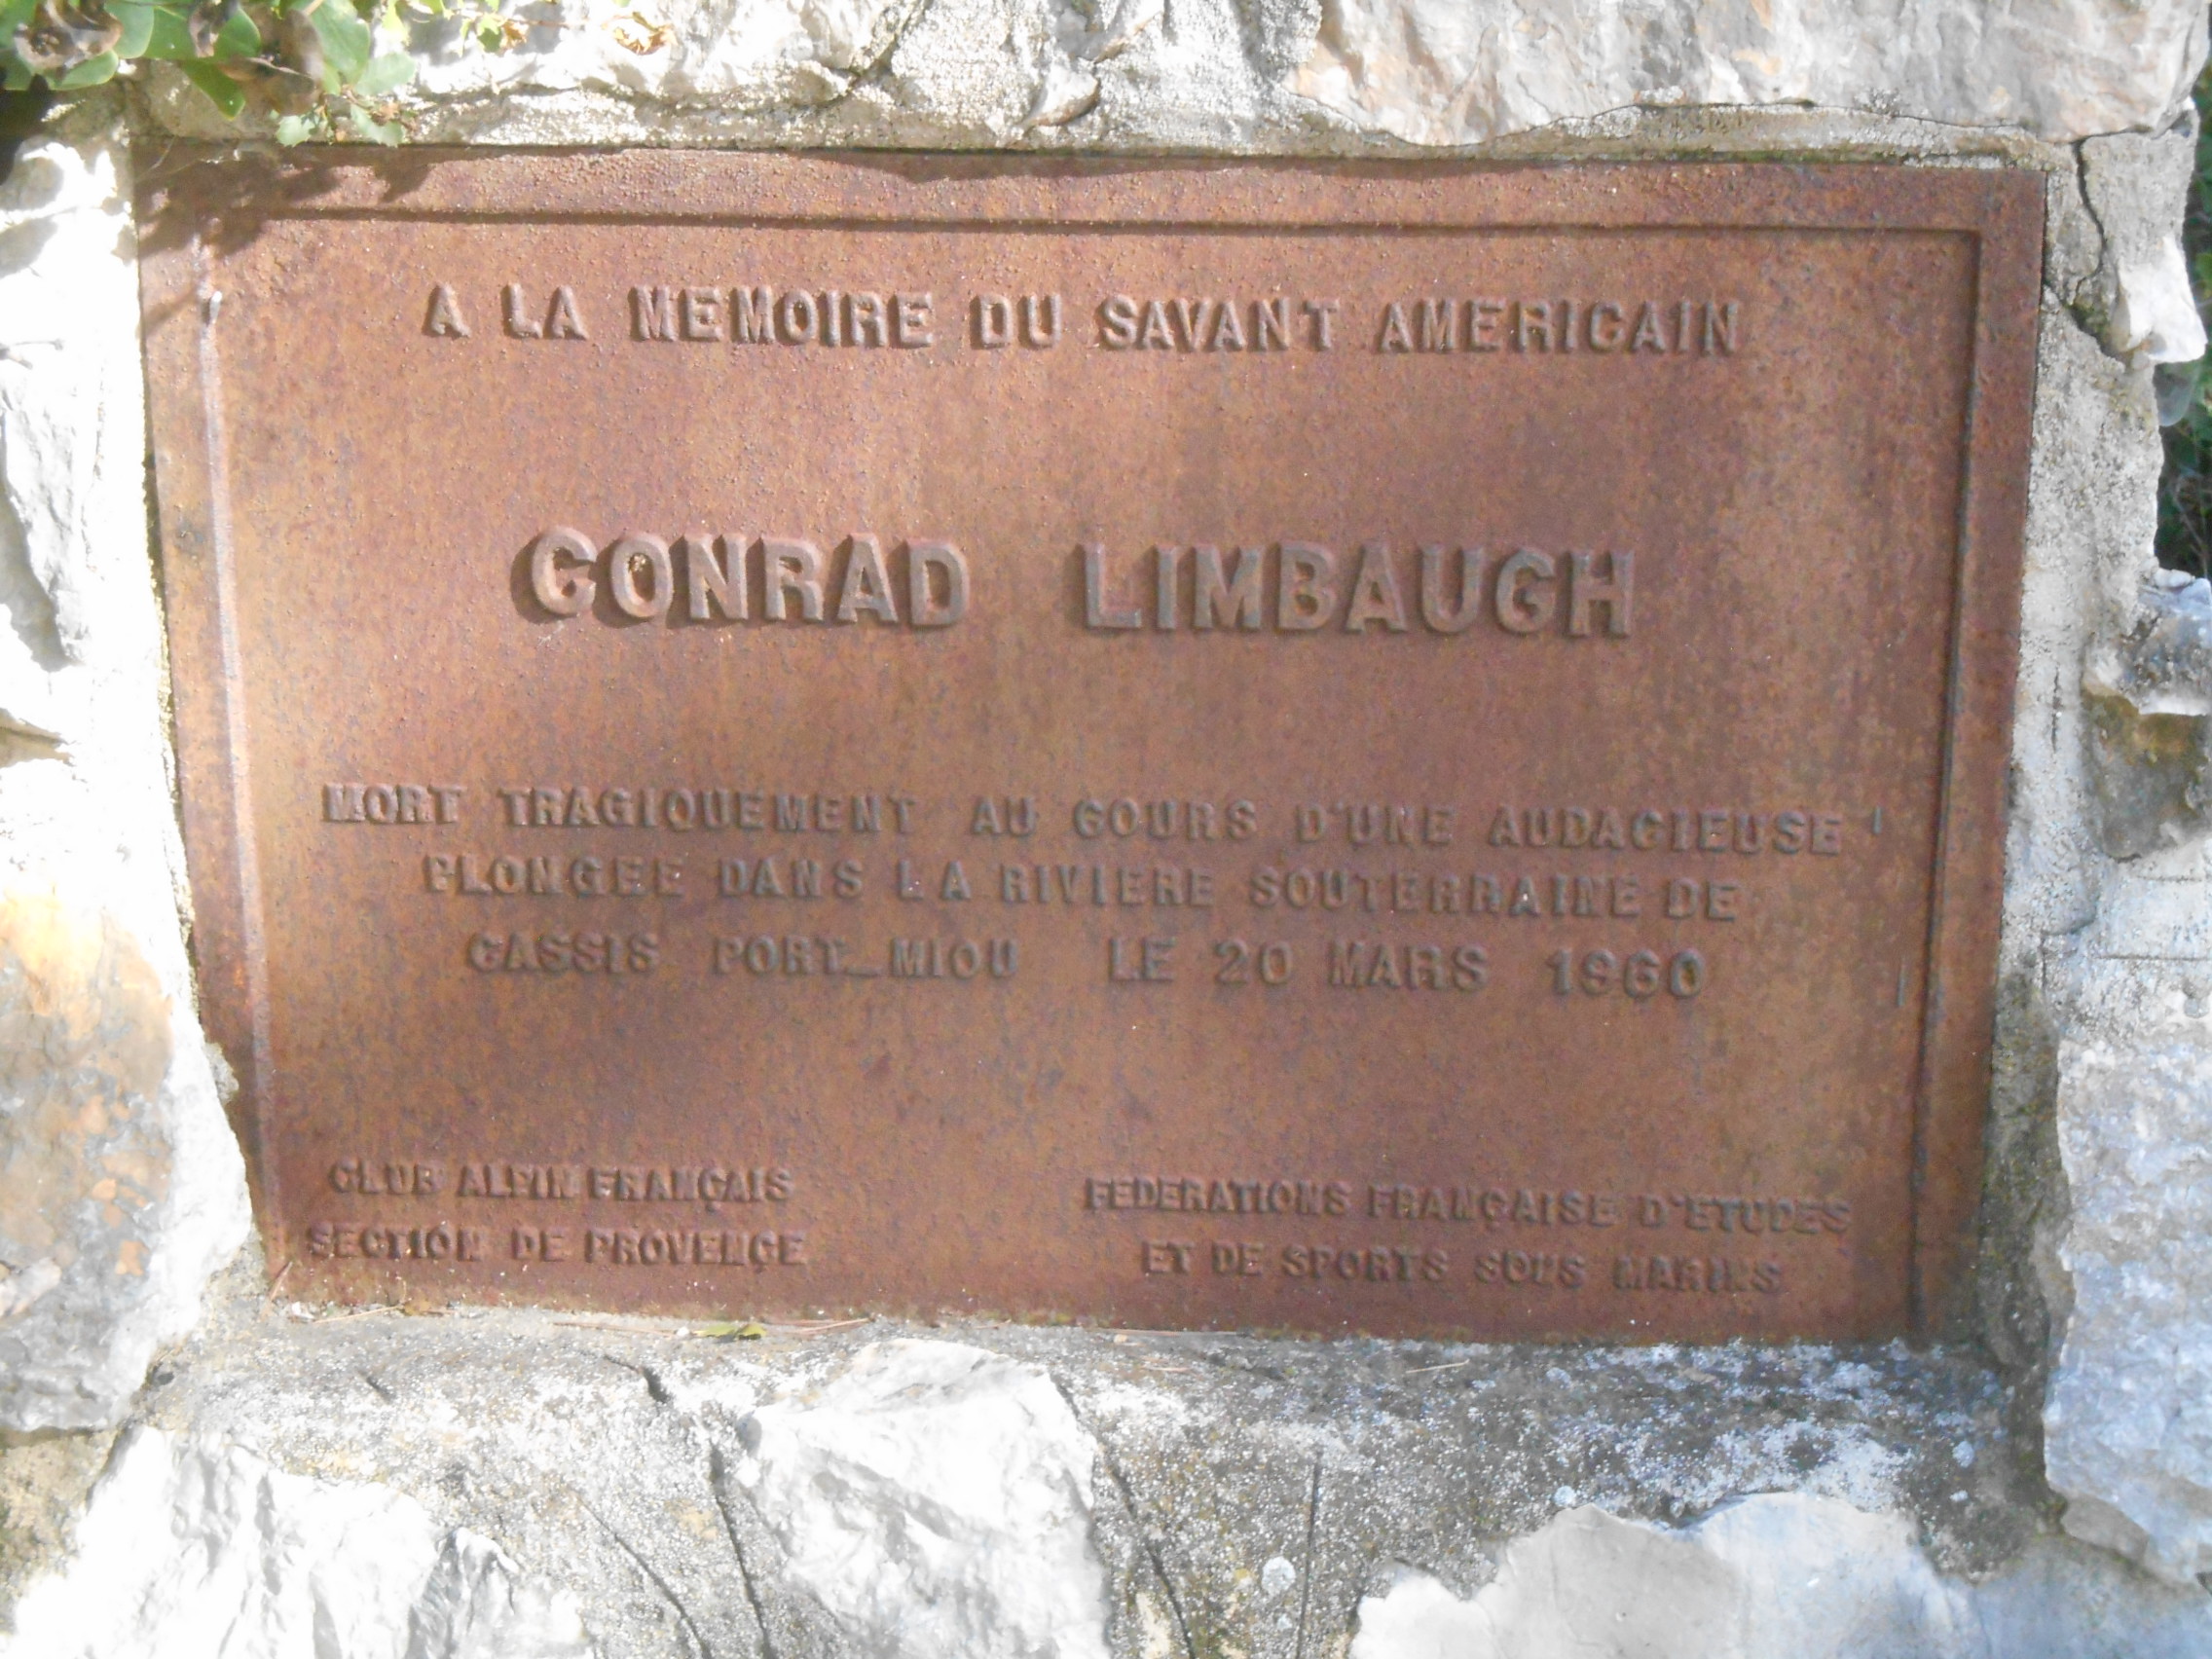 A LA MEMOIRE DU SAVANT AMERICAIN
CONRAD LIMBAUGH
MORT TRAGIQUEMENT AU COURS D'UNE AUDACIEUSE
PLONGEE DANS LA RIVIERE SOUTERRAINE DE
CASSIS PORT_MIOU LE 20 MARS 1960
CLUB ALPIN FRANÇAIS
SECTION DE PROVENÇE
FEDERATIONS FRANÇAISE D'ETUDES
ET DE SPORTS SOUS MARINS